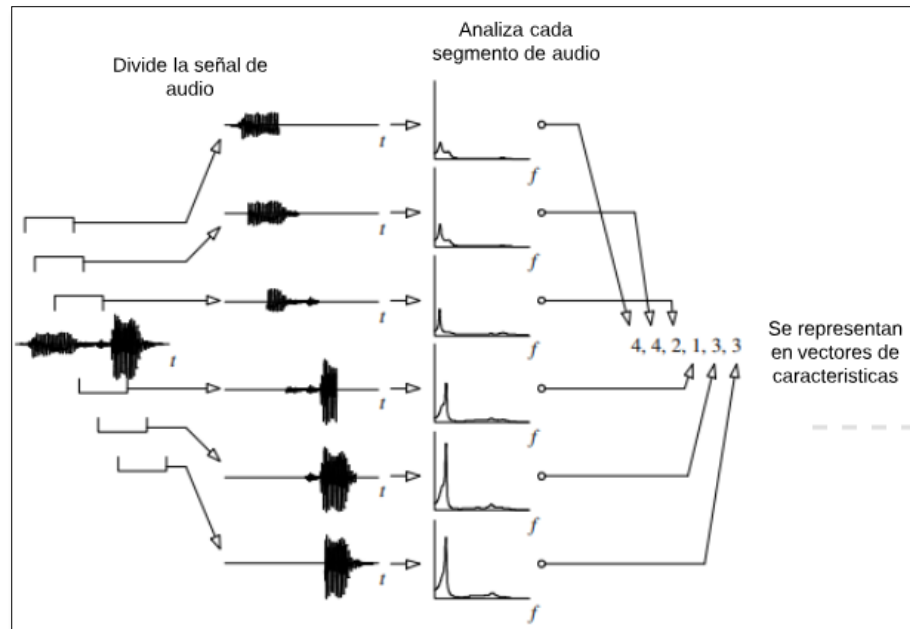 Analiza cada
segmento de audio
Divide la señal de
audio
t
f
t
f
t
f
t
4, 4, 2, 1, 3, 3
Se representan
en vectores de
caracteristicas
t
f
t
f
t
f